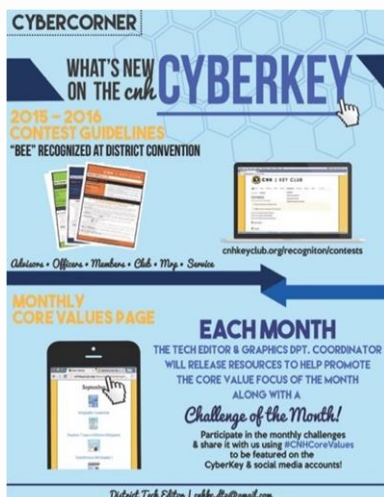 CYBERCORNER
WHAT'S NEW
ON THE cnh CYBERKEY
2015 - 2016
CONTEST GUIDELINES
"BEE" RECOGNIZED AT DISTRICT CONVENTION
CNH | KEY CLUB
cnhkeyclub.org/recogniton/contests
Advisors • Officers • Members • Club • Mrp • Service
MONTHLY
CORE VALUES PAGE
September
EACH MONTH
THE TECH EDITOR & GRAPHICS DPT. COORDINATOR
WILL RELEASE RESOURCES TO HELP PROMOTE
THE CORE VALUE FOCUS OF THE MONTH
ALONG WITH A
Challenge of the Month!
Participate in the monthly challenges
& share it with us using #CNHCoreValues
to be featured on the
CyberKey & social media accounts!
District Tech Editor |